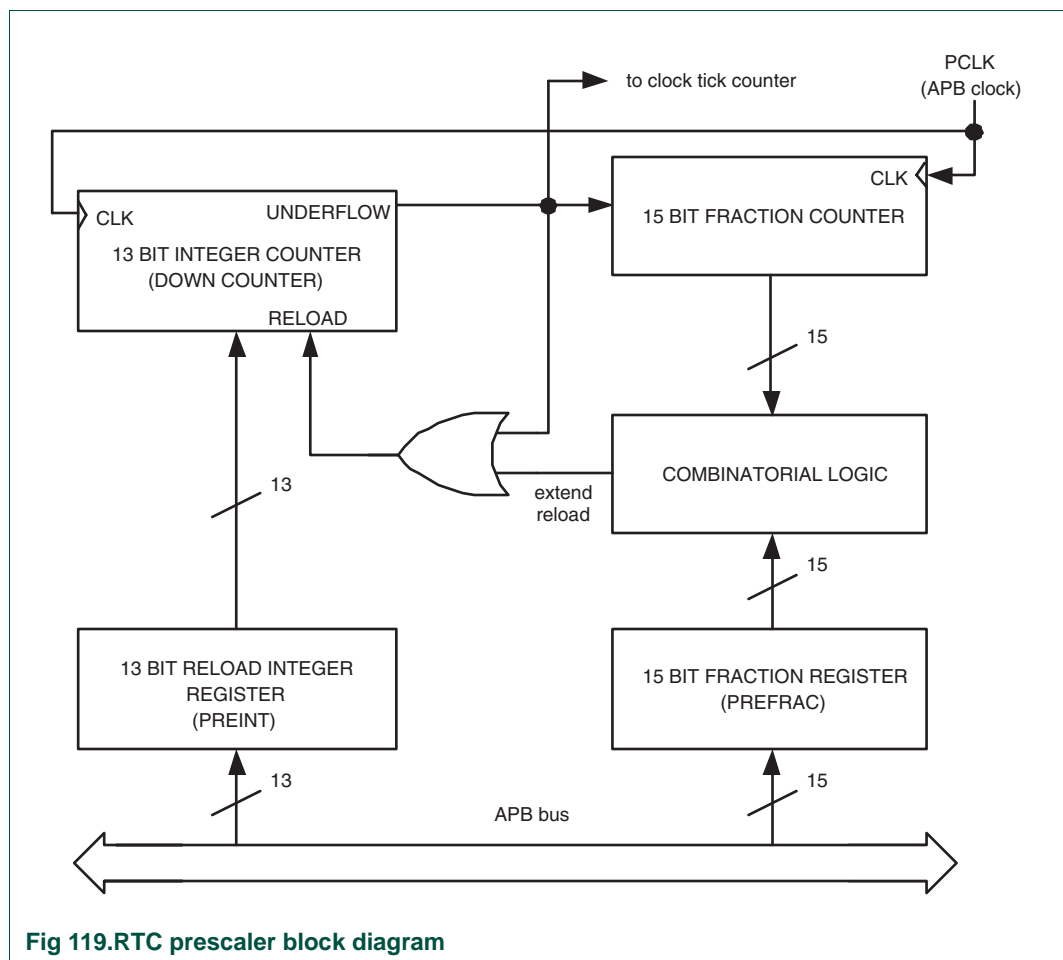 PCLK
(APB clock)
to clock tick counter
CLK
UNDERFLOW
13 BIT INTEGER COUNTER
(DOWN COUNTER)
RELOAD
CLK
15 BIT FRACTION COUNTER
15
COMBINATORIAL LOGIC
extend
reload
13
15
13 BIT RELOAD INTEGER
REGISTER
(PREINT)
15 BIT FRACTION REGISTER
(PREFRAC)
13
15
APB bus
Fig 119.RTC prescaler block diagram